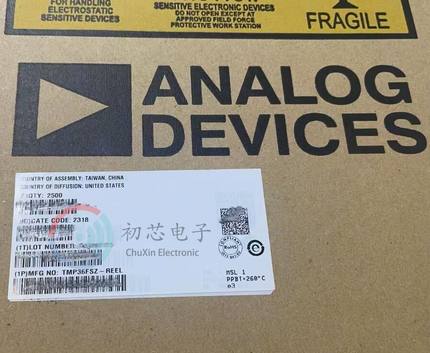 FOR HANDLING
ELECTROSTATIC
SENSITIVE DEVICES
SENSITIVE ELECTRONIC DEVICES
DO NOT OPEN EXCEPT AT
APPROVED FIELD FORCE
PROTECTIVE WORK STATION
FRAGILE
ANALOG
DEVICES
COUNTRY OF ASSEMBLY: TAIWAN, CHINA
COUNTRY OF DIFFUSION: UNITED STATES
QTY: 2500
DATE CODE: 2318
(1T)LOT NUMBER:
初芯电子
ChuXin Electronic
COMPLIANT
RoHS
e
(1P)MFG NO: TMP36FSZ-REEL
MSL 1
PPBT:260°C
e3